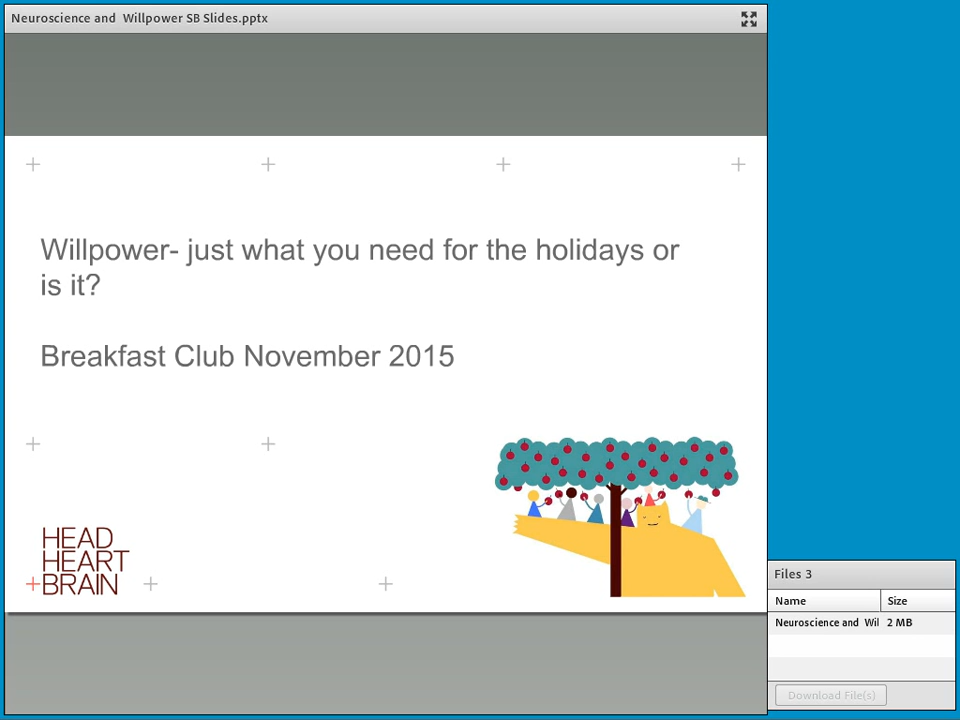 Neuroscience and  Willpower SB Slides.pptx
Willpower- just what you need for the holidays or
is it?
Breakfast Club November 2015
HEAD
HEART
BRAIN
Files 3
Name Size
Neuroscience and  Wil 2 MB
Download File(s)